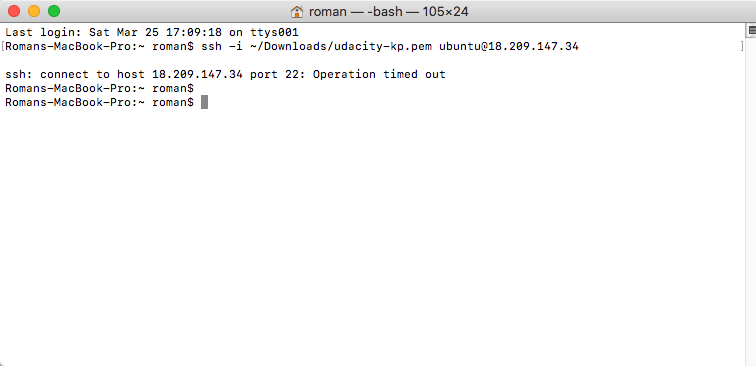 roman — -bash — 105×24
Last login: Sat Mar 25 17:09:18 on ttys001
[Romans-MacBook-Pro:~ roman$ ssh -i ~/Downloads/udacity-kp.pem ubuntu@18.209.147.34 ]
ssh: connect to host 18.209.147.34 port 22: Operation timed out
Romans-MacBook-Pro:~ roman$
Romans-MacBook-Pro:~ roman$